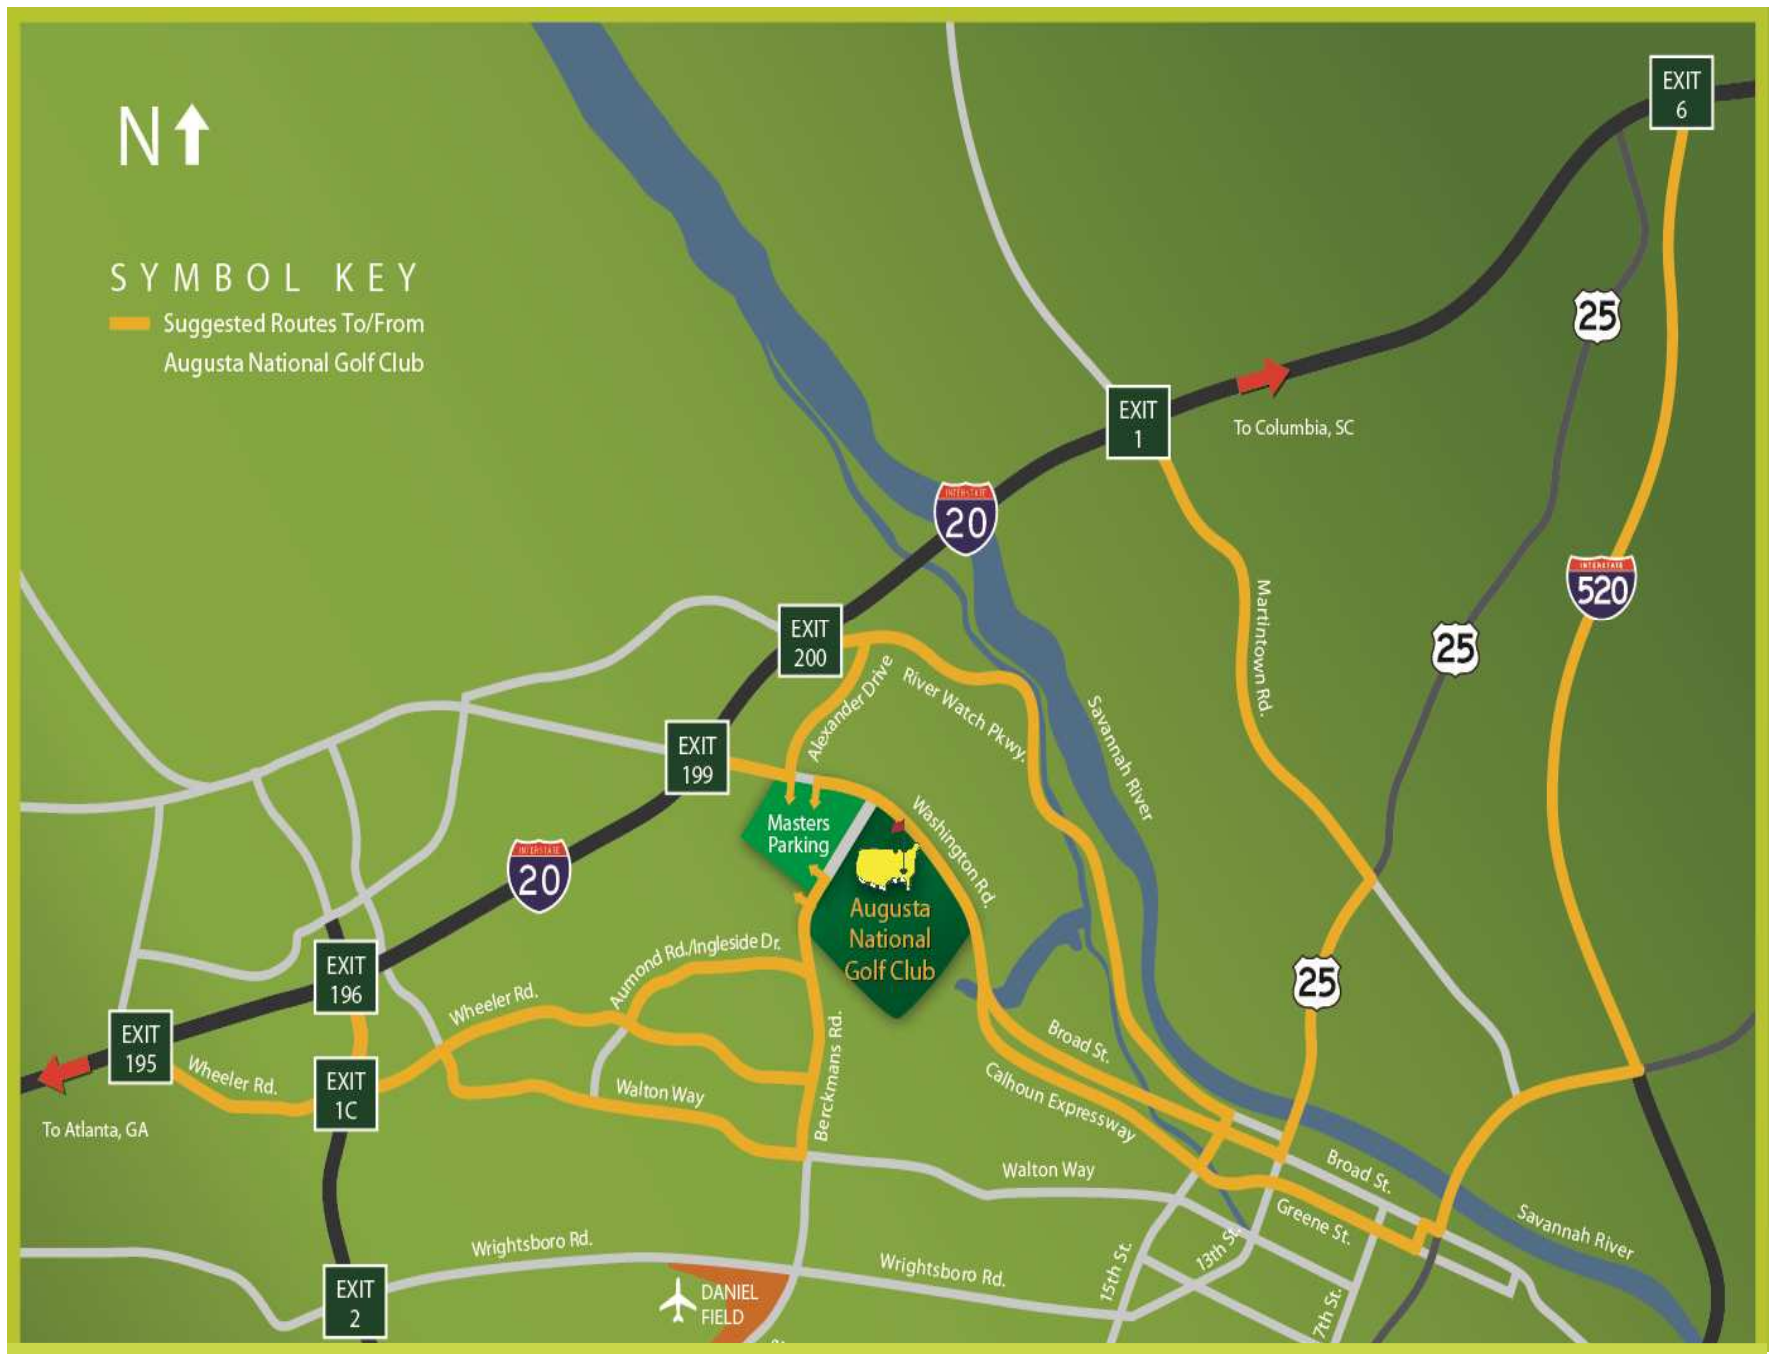 N
SYMBOL KEY
Suggested Routes To/From
Augusta National Golf Club
EXIT
6
25
EXIT
1
To Columbia, SC
INTERSTATE
20
INTERSTATE
520
Martintown Rd.
25
EXIT
200
Alexander Drive
River Watch Pkwy.
Savannah River
EXIT
199
Masters
Parking
Washington Rd.
INTERSTATE
20
Augusta
National
Golf Club
Aumond Rd./Ingleside Dr.
EXIT
196
Wheeler Rd.
25
EXIT
195
Wheeler Rd.
EXIT
1C
To Atlanta, GA
Walton Way
Berckmans Rd.
Broad St.
Calhoun Expressway
Walton Way
Broad St.
Greene St.
Savannah River
Wrightsboro Rd.
Wrightsboro Rd.
15th St.
13th St.
7th St.
EXIT
2
DANIEL
FIELD